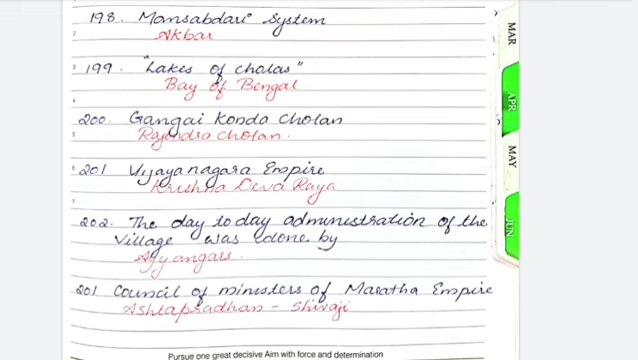 198. Mansabdari System
Akbar
199. "Lakes of Cholas"
Bay of Bengal
200. Gangai Konda Cholan
Rajendra Cholan.
201 Vijayanagara Empire
Krishna Deva Raya
202. The day to day administration of the
village was done by
Ayyangars.
201 Council of ministers of Maratha Empire
Ashtapradhan - Shivaji
Pursue one great decisive Aim with force and determination
MAR
APR
MAY
JUN